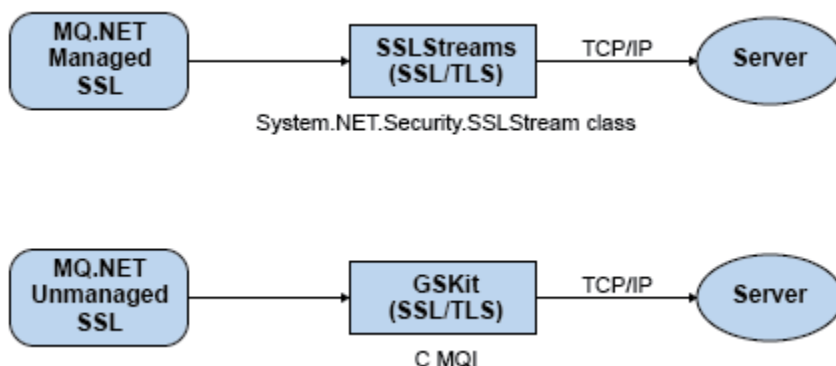 MQ.NET
Managed
SSL
SSLStreams
(SSL/TLS)
TCP/IP
Server
System.NET.Security.SSLStream class
MQ.NET
Unmanaged
SSL
GSKit
(SSL/TLS)
TCP/IP
Server
C MQI